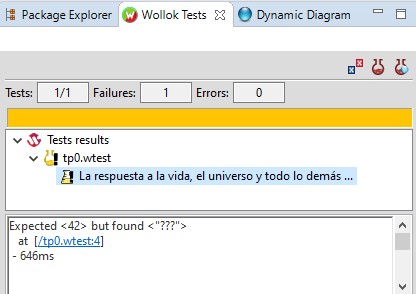 Package Explorer Wollok Tests Dynamic Diagram
Tests: 1/1 Failures: 1 Errors: 0
Tests results
tp0.wtest
La respuesta a la vida, el universo y todo lo demás ...
Expected <42> but found <"???">
at [/tp0.wtest:4]
- 646ms